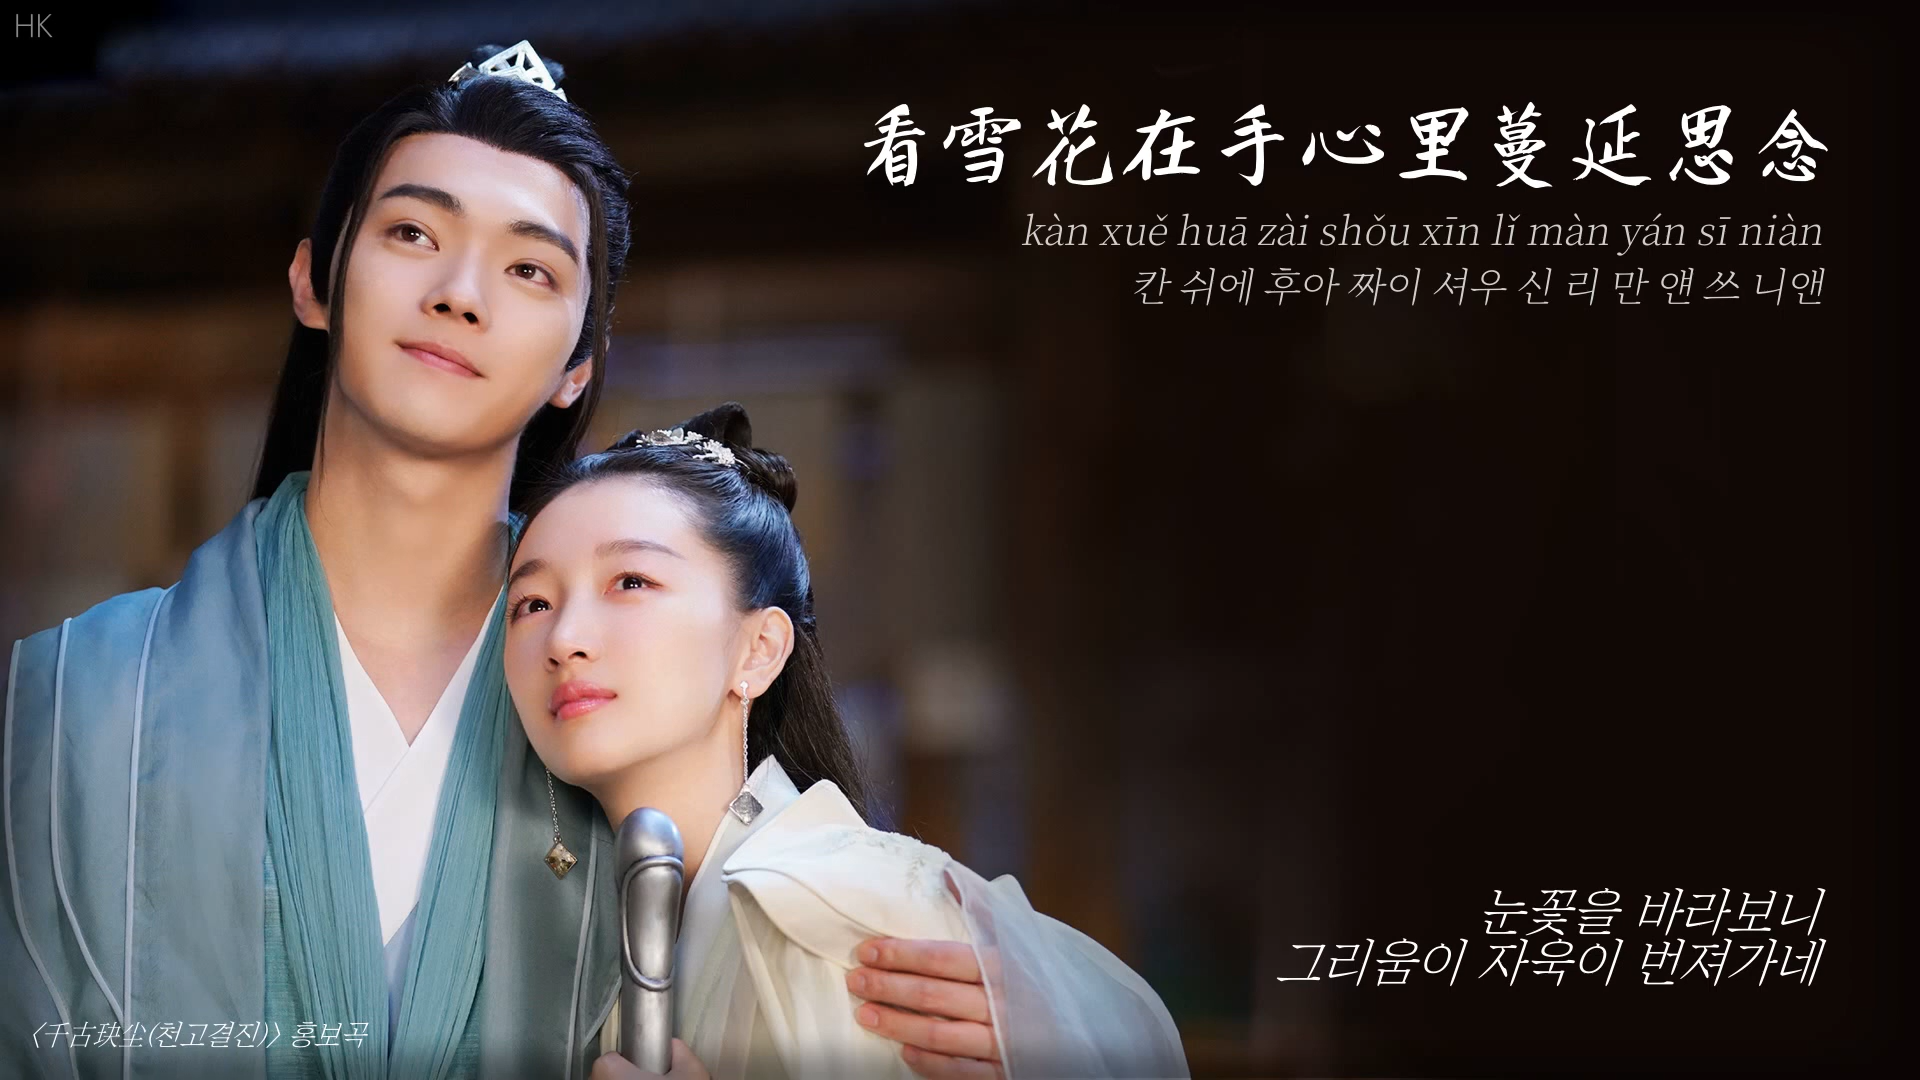 HK
看雪花在手心里蔓延思念
kàn xuě huā zài shǒu xīn lǐ màn yán sī niàn
칸 쉬에 후아 짜이 셔우 신 리 만 얜 쓰 니앤
눈꽃을 바라보니
그리움이 자욱이 번져가네
〈千古玦尘(천고결진)〉 홍보곡